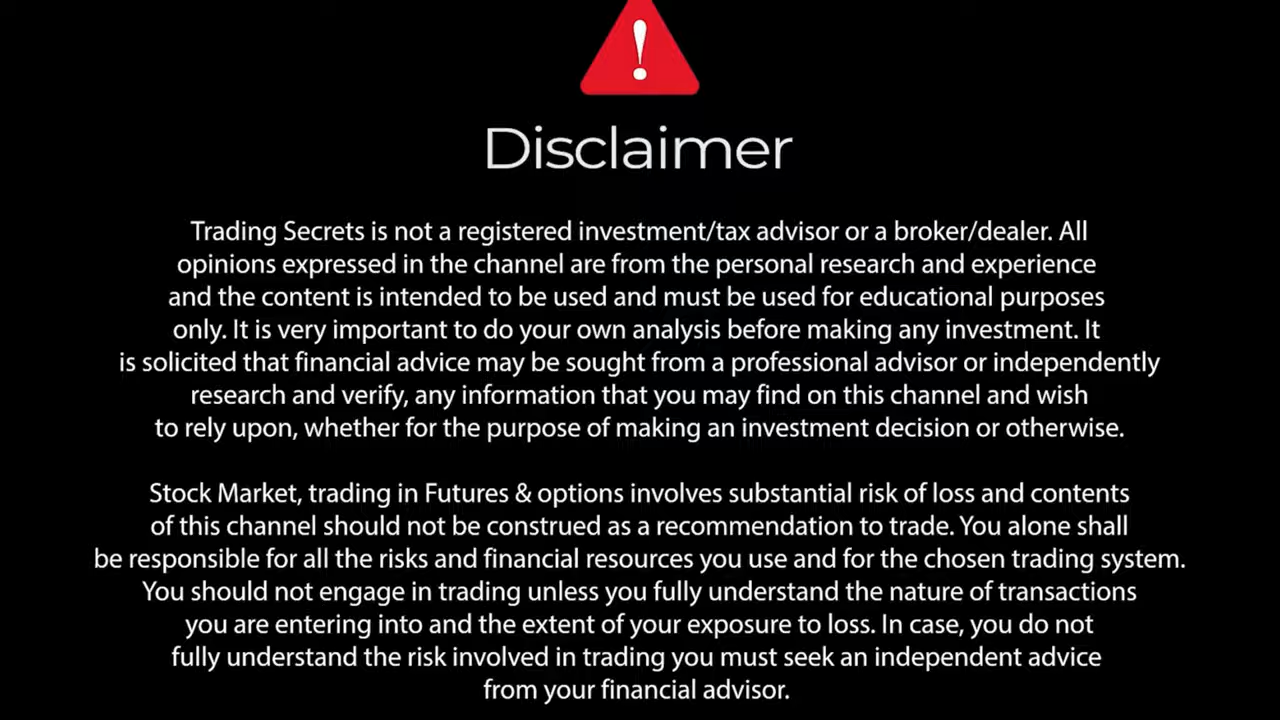 Disclaimer
Trading Secrets is not a registered investment/tax advisor or a broker/dealer. All
opinions expressed in the channel are from the personal research and experience
and the content is intended to be used and must be used for educational purposes
only. It is very important to do your own analysis before making any investment. It
is solicited that financial advice may be sought from a professional advisor or independently
research and verify, any information that you may find on this channel and wish
to rely upon, whether for the purpose of making an investment decision or otherwise.
Stock Market, trading in Futures & options involves substantial risk of loss and contents
of this channel should not be construed as a recommendation to trade. You alone shall
be responsible for all the risks and financial resources you use and for the chosen trading system.
You should not engage in trading unless you fully understand the nature of transactions
you are entering into and the extent of your exposure to loss. In case, you do not
fully understand the risk involved in trading you must seek an independent advice
from your financial advisor.